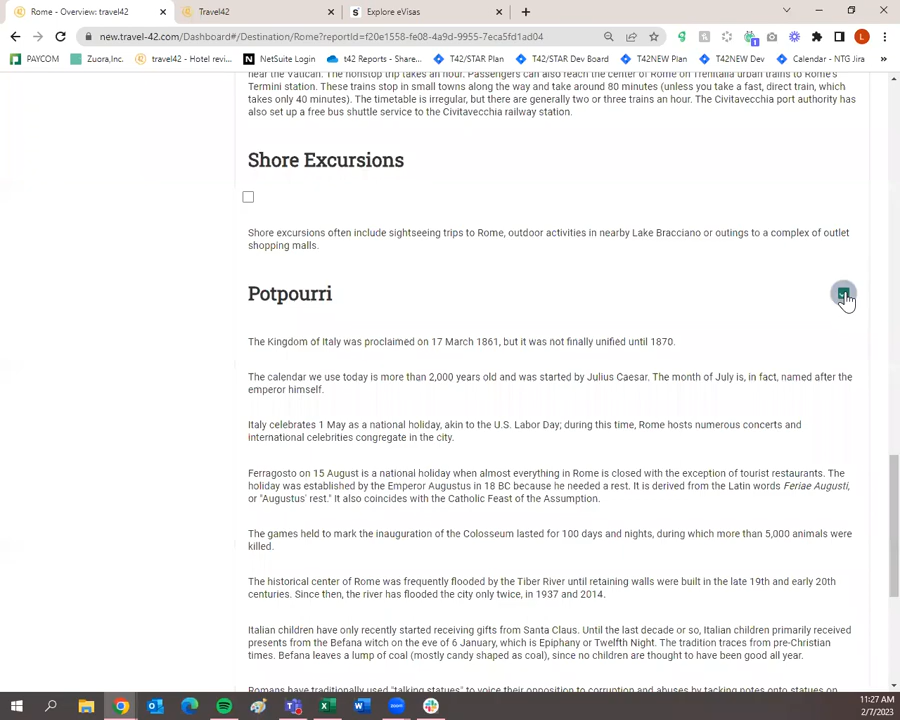 Rome - Overview: travel42
Travel42
Explore eVisas
new.travel-42.com/Dashboard#/Destination/Rome?reportId=f20e1558-fe08-4a9d-9955-7eca5fd1ad04
PAYCOM
Zuora,Inc.
travel42 - Hotel revi...
NetSuite Login
t42 Reports - Share...
T42/STAR Plan
T42/STAR Dev Board
T42NEW Plan
T42NEW Dev
Calendar - NTG Jira
near the Vatican. The nonstop trip takes an hour. Passengers can also reach the center of Rome on Trenitalia urban trains to Rome's
Termini station. These trains stop in small towns along the way and take around 80 minutes (unless you take a fast, direct train, which
takes only 40 minutes). The timetable is irregular, but there are generally two or three trains an hour. The Civitavecchia port authority has
also set up a free bus shuttle service to the Civitavecchia railway station.
Shore Excursions
Shore excursions often include sightseeing trips to Rome, outdoor activities in nearby Lake Bracciano or outings to a complex of outlet
shopping malls.
Potpourri
The Kingdom of Italy was proclaimed on 17 March 1861, but it was not finally unified until 1870.
The calendar we use today is more than 2,000 years old and was started by Julius Caesar. The month of July is, in fact, named after the
emperor himself.
Italy celebrates 1 May as a national holiday, akin to the U.S. Labor Day; during this time, Rome hosts numerous concerts and
international celebrities congregate in the city.
Ferragosto on 15 August is a national holiday when almost everything in Rome is closed with the exception of tourist restaurants. The
holiday was established by the Emperor Augustus in 18 BC because he needed a rest. It is derived from the Latin words Feriae Augusti,
or "Augustus' rest." It also coincides with the Catholic Feast of the Assumption.
The games held to mark the inauguration of the Colosseum lasted for 100 days and nights, during which more than 5,000 animals were
killed.
The historical center of Rome was frequently flooded by the Tiber River until retaining walls were built in the late 19th and early 20th
centuries. Since then, the river has flooded the city only twice, in 1937 and 2014.
Italian children have only recently started receiving gifts from Santa Claus. Until the last decade or so, Italian children primarily received
presents from the Befana witch on the eve of 6 January, which is Epiphany or Twelfth Night. The tradition traces from pre-Christian
times. Befana leaves a lump of coal (mostly candy shaped as coal), since no children are thought to have been good all year.
Romans have traditionally used "talking statues" to voice their opposition to corruption and abuses by tacking notes onto statues on
11:27 AM
2/7/2023